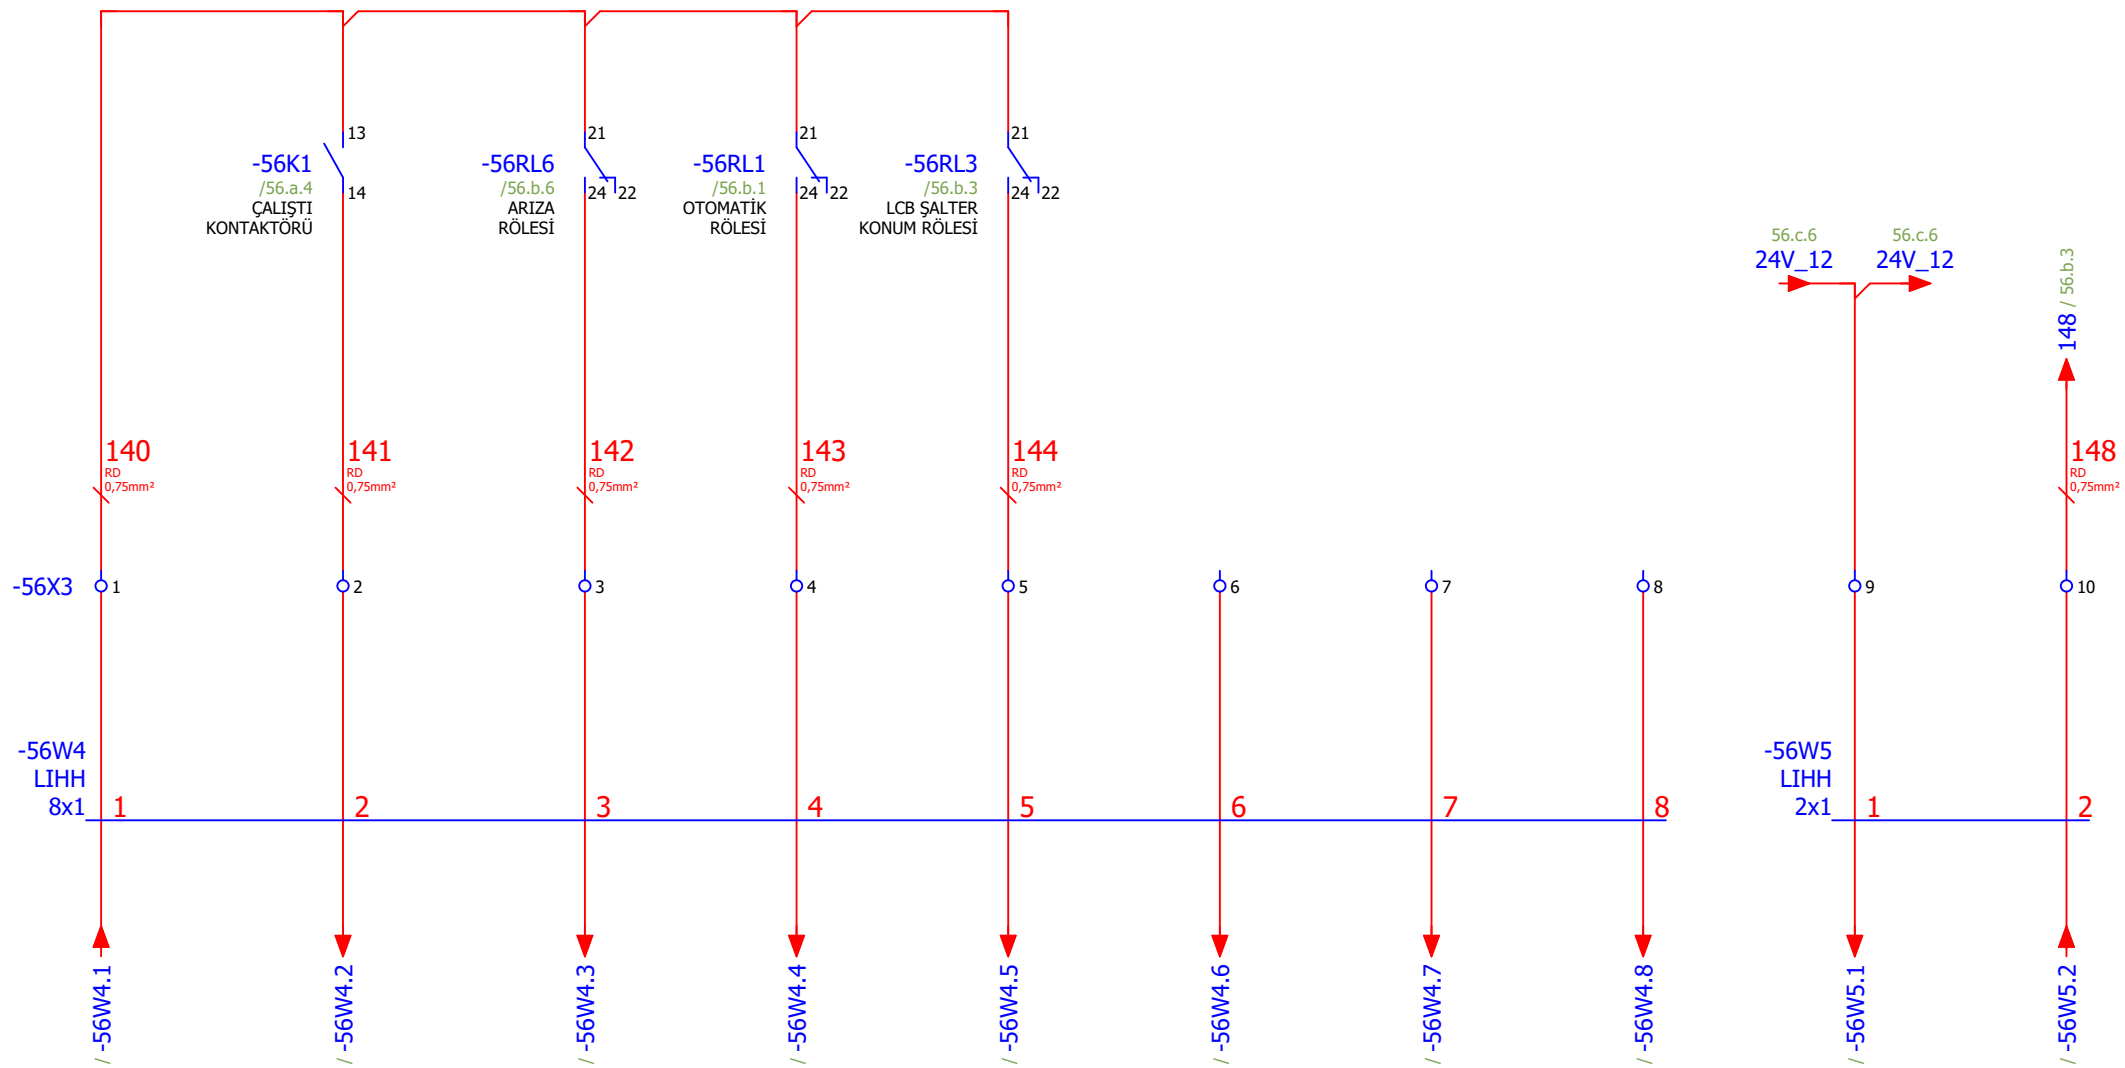 13
-56K1
/56.a.4
14
ÇALIŞTI
KONTAKTÖRÜ
21
-56RL6
/56.b.6
24 22
ARIZA
RÖLESİ
21
-56RL1
/56.b.1
24 22
OTOMATİK
RÖLESİ
21
-56RL3
/56.b.3
24 22
LCB ŞALTER
KONUM RÖLESİ
56.c.6 56.c.6
24V_12 24V_12
148 / 56.b.3
140
RD
0,75mm²
141
RD
0,75mm²
142
RD
0,75mm²
143
RD
0,75mm²
144
RD
0,75mm²
148
RD
0,75mm²
-56X3 1 2 3 4 5 6 7 8 9 10
-56W4
LIHH
8x1 1 2 3 4 5 6 7 8
-56W5
LIHH
2x1 1 2
/ -56W4.1
/ -56W4.2
/ -56W4.3
/ -56W4.4
/ -56W4.5
/ -56W4.6
/ -56W4.7
/ -56W4.8
/ -56W5.1
/ -56W5.2